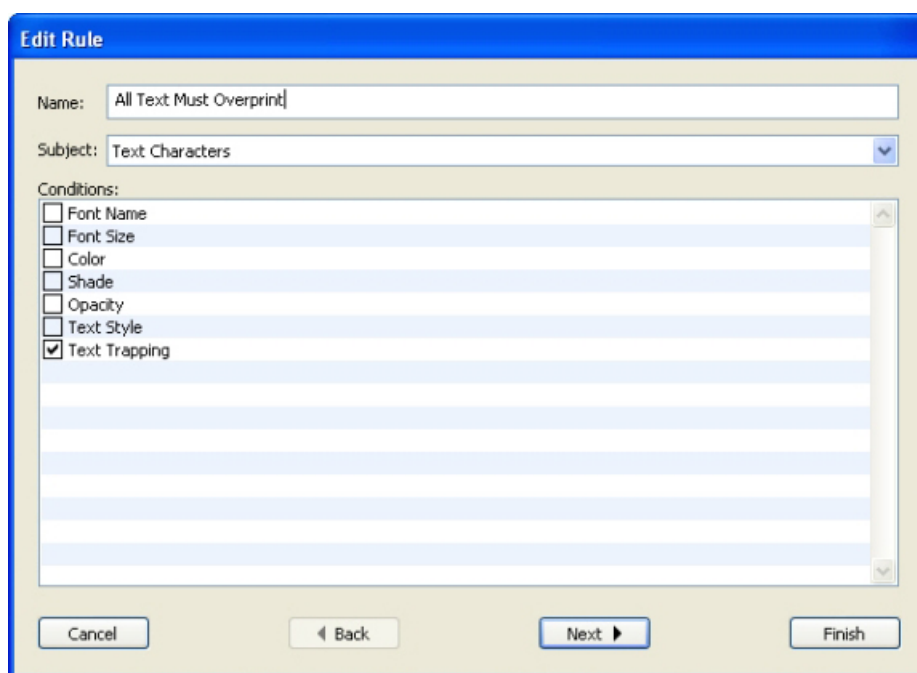 Edit Rule
Name: All Text Must Overprint
Subject: Text Characters
Conditions:
Font Name
Font Size
Color
Shade
Opacity
Text Style
Text Trapping
Cancel Back Next Finish